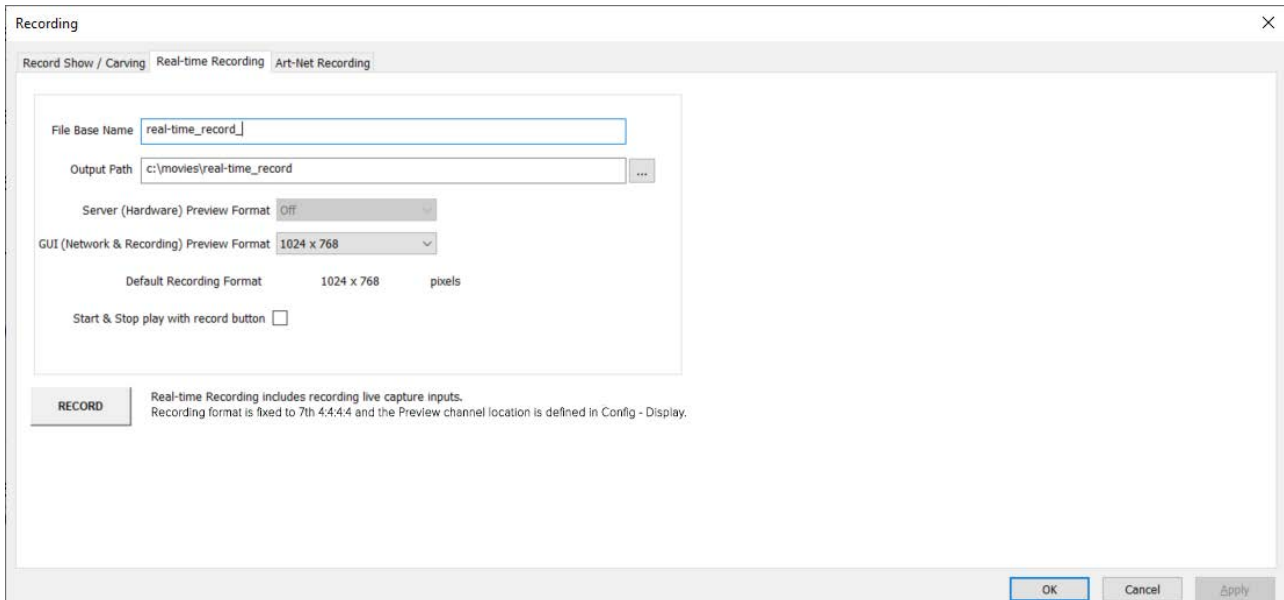 Recording
Record Show / Carving Real-time Recording Art-Net Recording
File Base Name real-time_record_
Output Path c:\movies\real-time_record ...
Server (Hardware) Preview Format Off
GUI (Network & Recording) Preview Format 1024 x 768
Default Recording Format 1024 x 768 pixels
Start & Stop play with record button
RECORD
Real-time Recording includes recording live capture inputs.
Recording format is fixed to 7th 4:4:4:4 and the Preview channel location is defined in Config - Display.
OK Cancel Apply